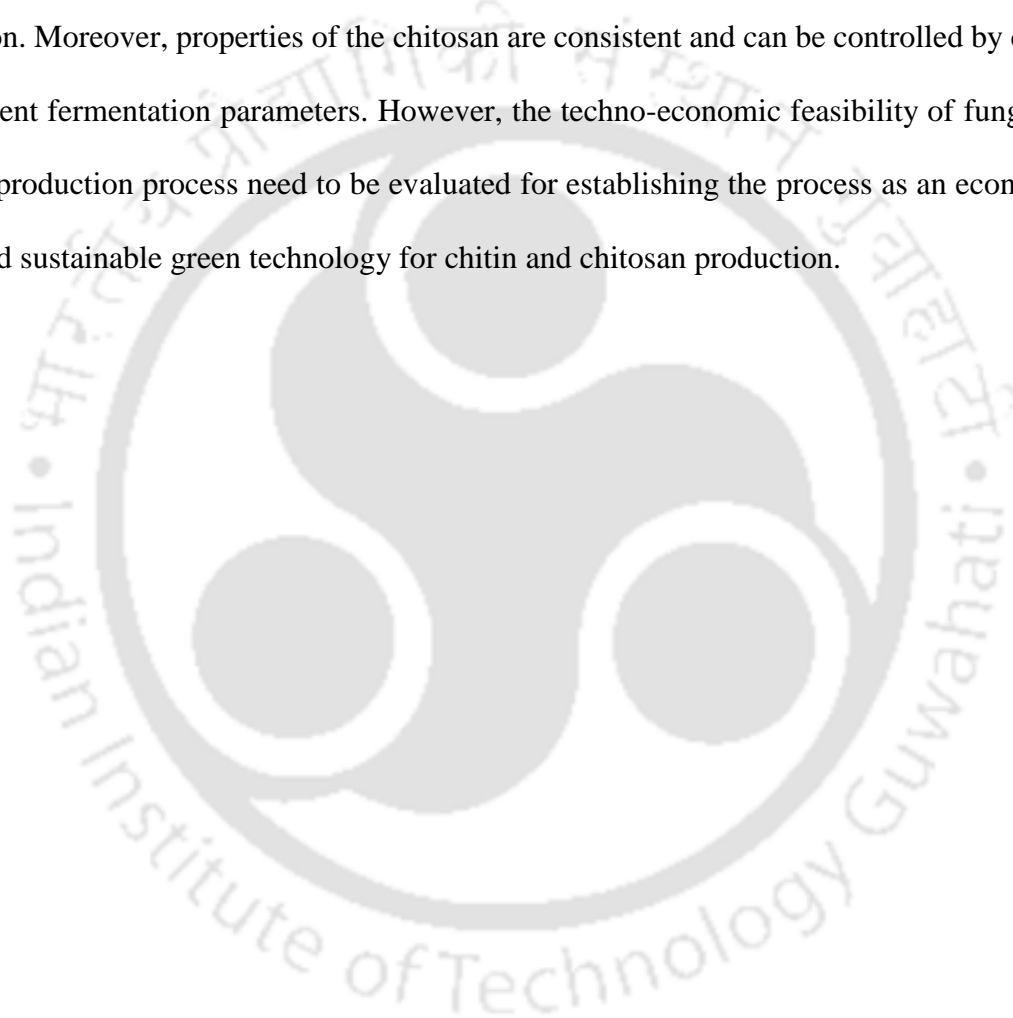 on. Moreover, properties of the chitosan are consistent and can be controlled by
ent fermentation parameters. However, the techno-economic feasibility of fung
production process need to be evaluated for establishing the process as an econ
d sustainable green technology for chitin and chitosan production.
भारतीय प्रौद्योगिकी संस्थान गुवाहाटी
Indian Institute of Technology Guwahati